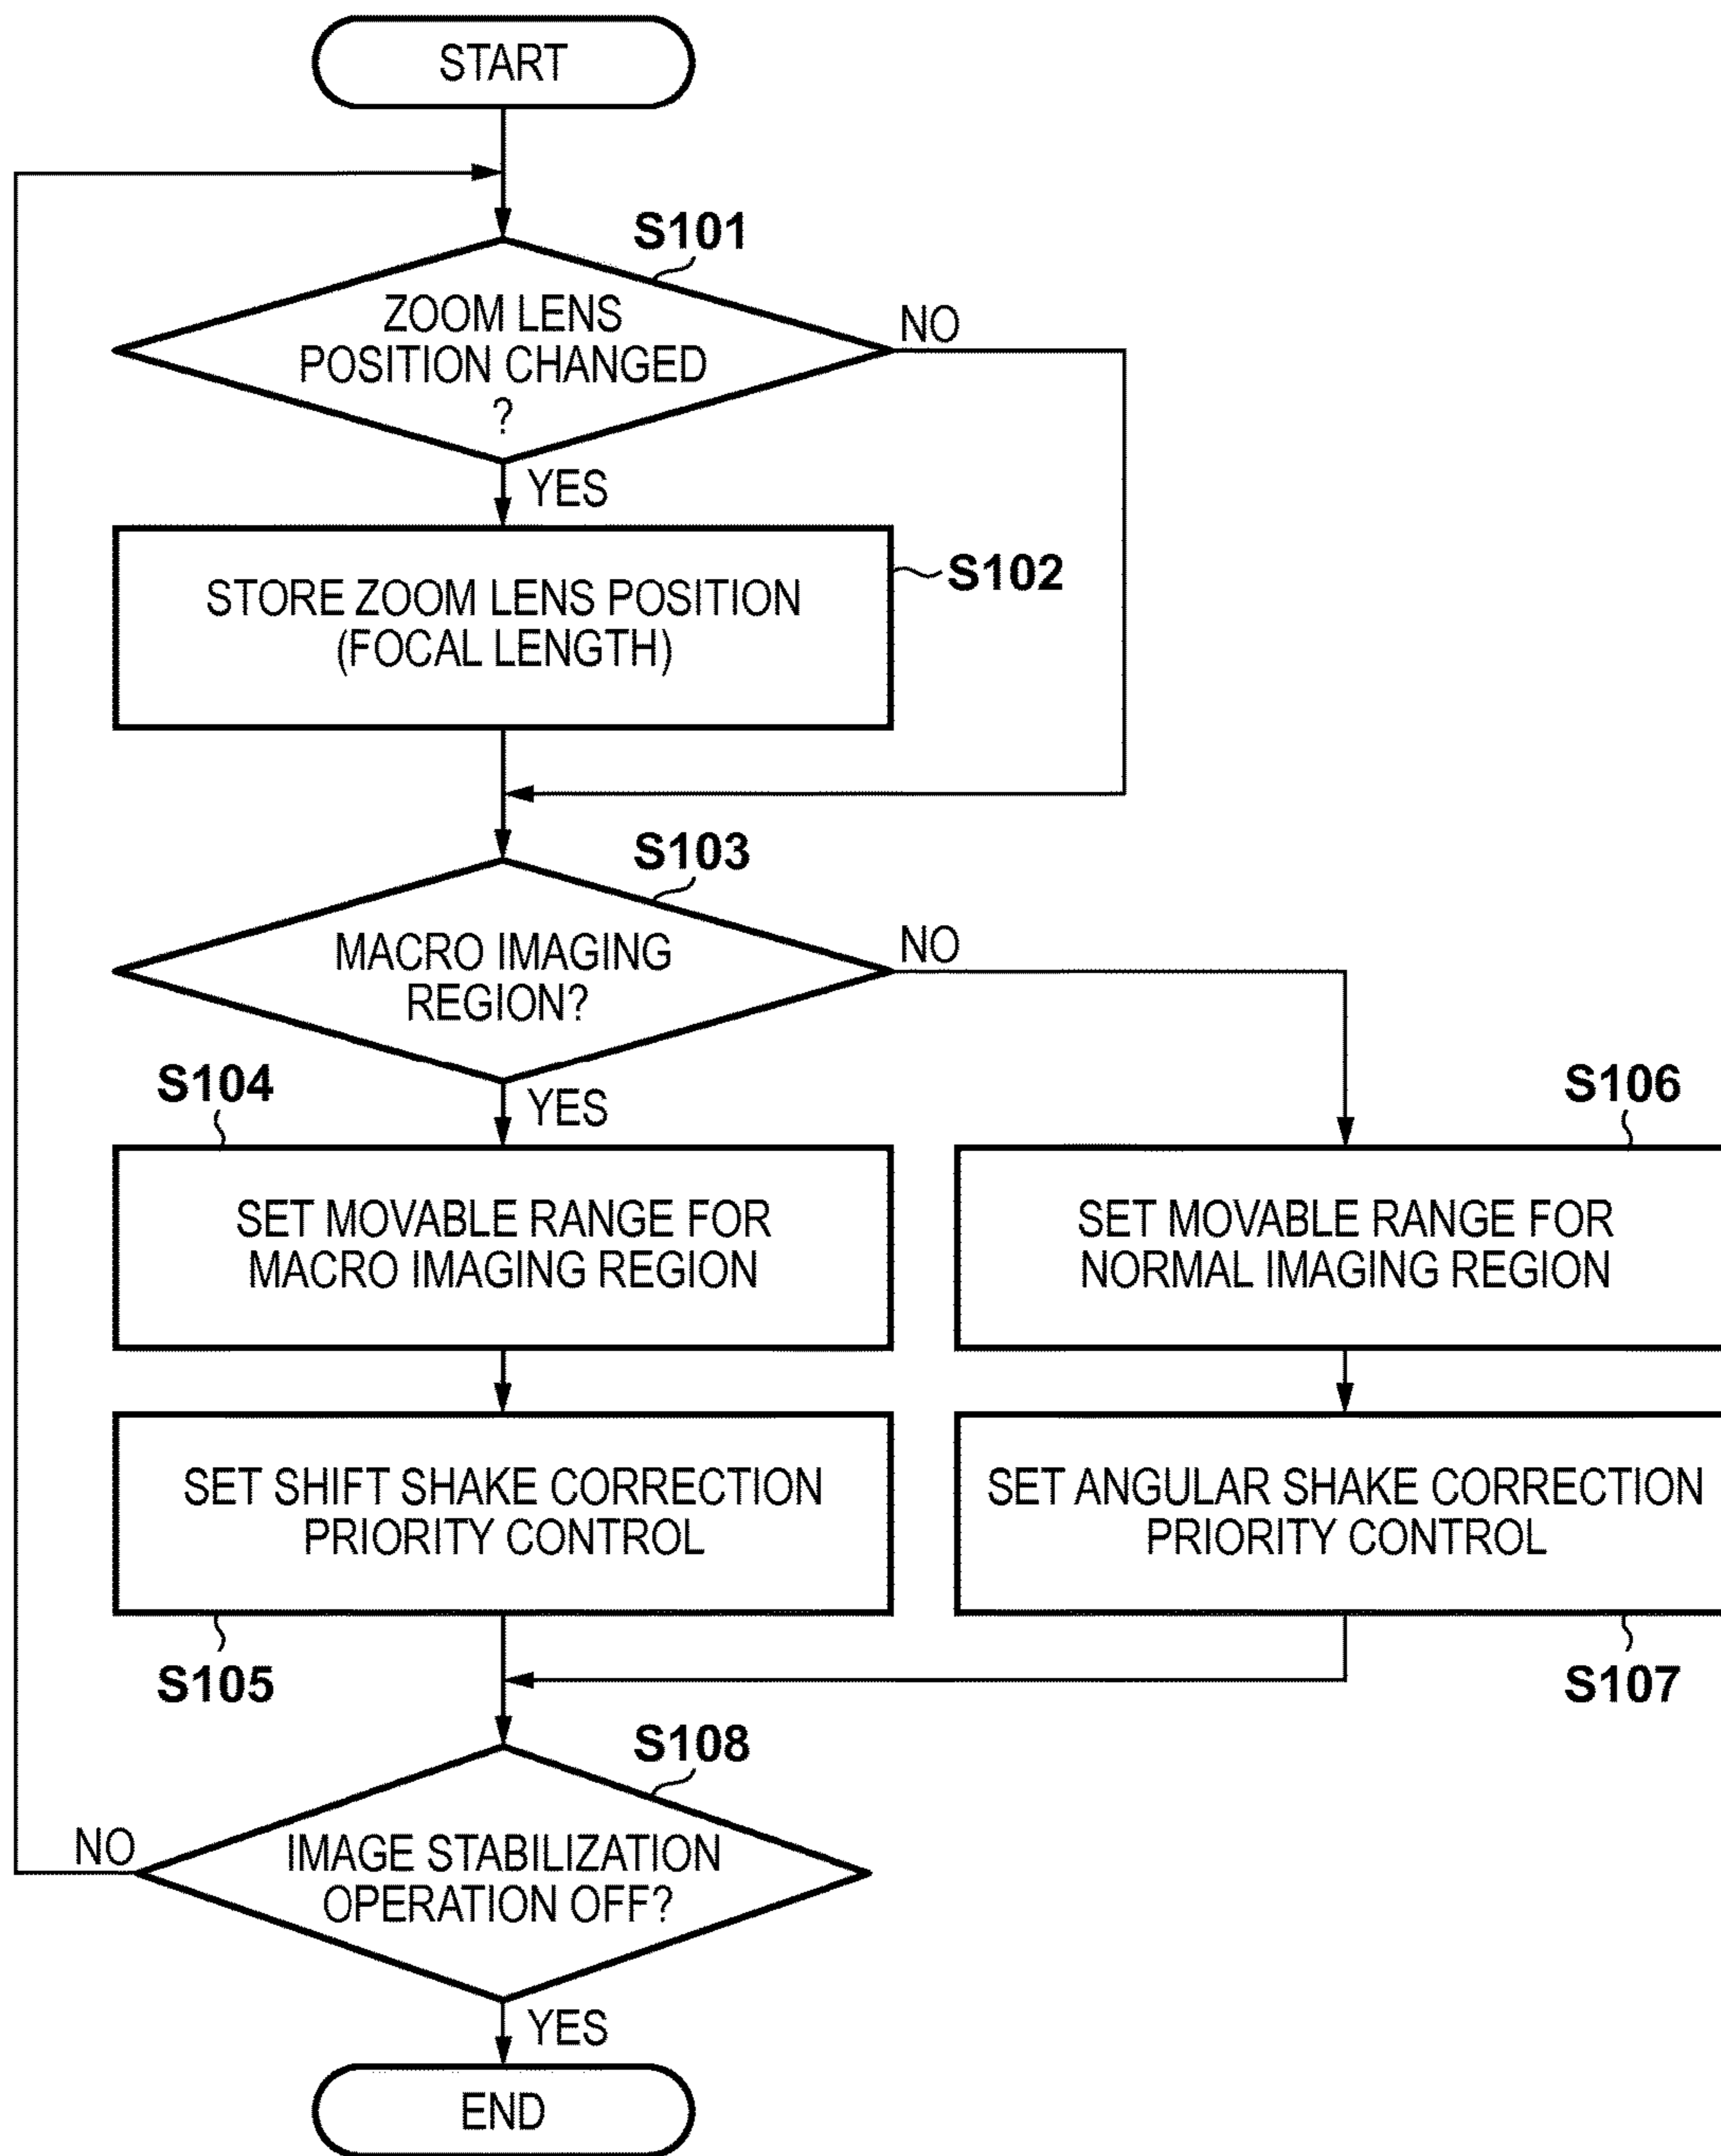 START
S101
ZOOM LENS
POSITION CHANGED
?
NO
YES
STORE ZOOM LENS POSITION
(FOCAL LENGTH)
S102
S103
MACRO IMAGING
REGION?
NO
YES
S104
SET MOVABLE RANGE FOR
MACRO IMAGING REGION
S106
SET MOVABLE RANGE FOR
NORMAL IMAGING REGION
SET SHIFT SHAKE CORRECTION
PRIORITY CONTROL
S105
SET ANGULAR SHAKE CORRECTION
PRIORITY CONTROL
S107
S108
IMAGE STABILIZATION
OPERATION OFF?
NO
YES
END